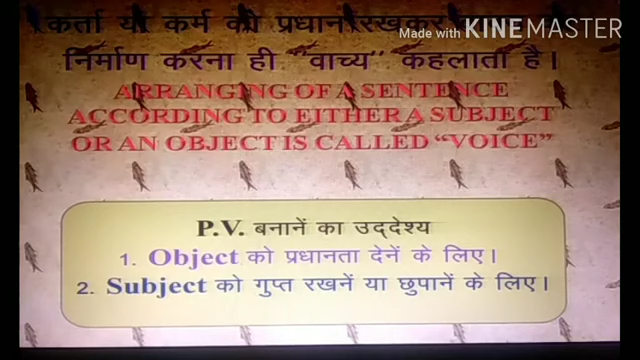 कर्ता या कर्म को प्रधान रखकर
Made with KINEMASTER
निर्माण करना ही "वाच्य" कहलाता है।
ARRANGING OF A SENTENCE
ACCORDING TO EITHER A SUBJECT
OR AN OBJECT IS CALLED "VOICE"
P.V. बनानें का उद्देश्य
1. Object को प्रधानता देनें के लिए।
2. Subject को गुप्त रखनें या छुपानें के लिए।